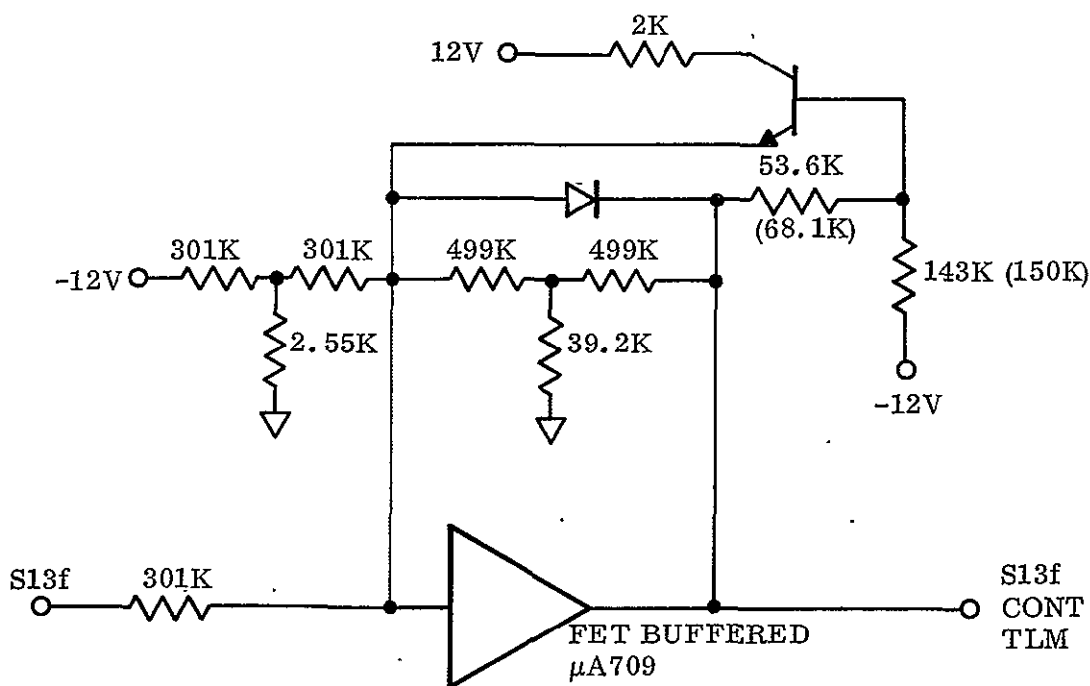 2K
12V
53.6K
(68.1K)
301K
301K
499K
499K
-12V
143K (150K)
2.55K
39.2K
-12V
S13f
301K
S13f
CONT
TLM
FET BUFFERED
μA709